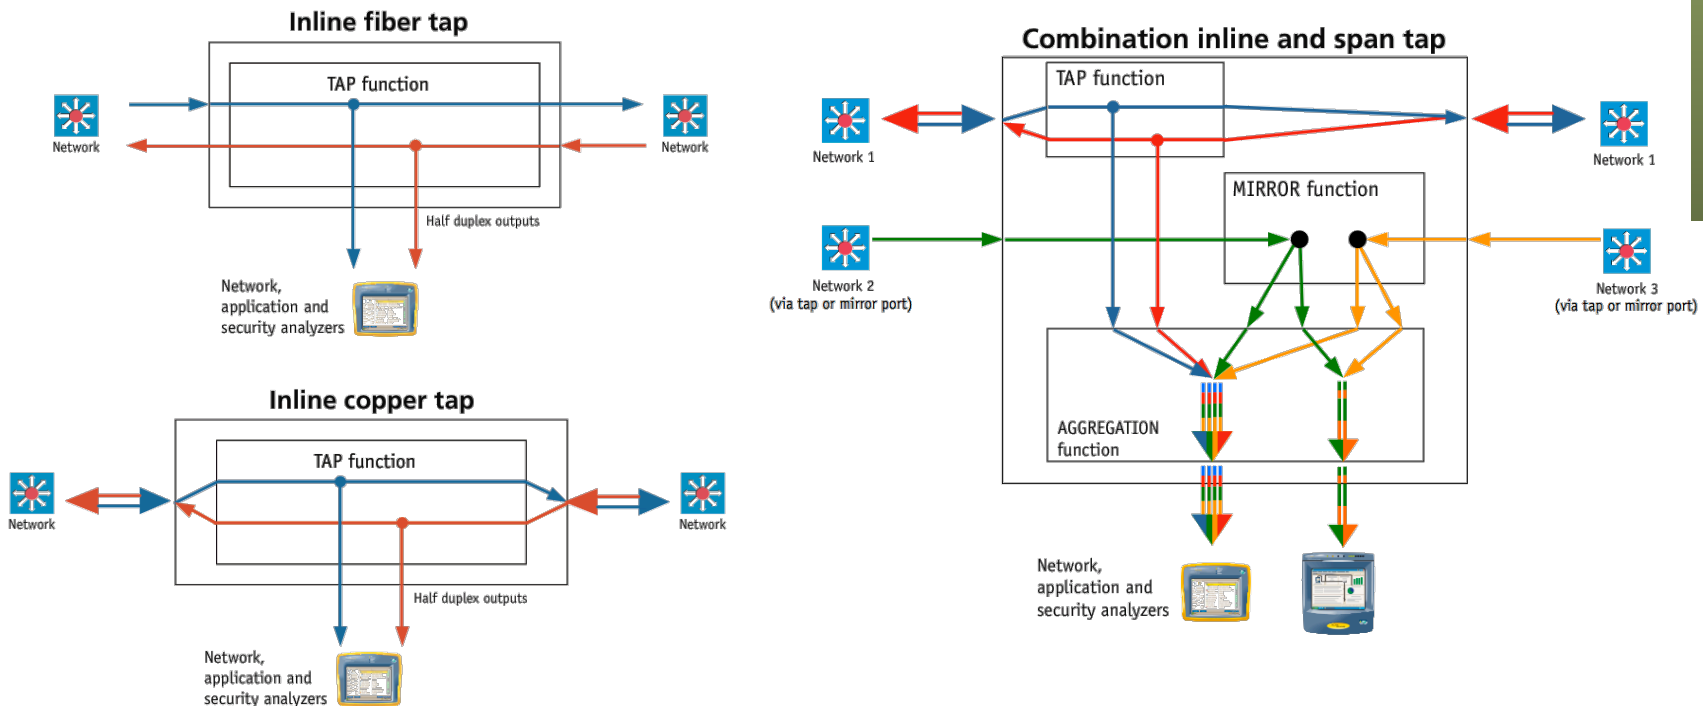 Inline fiber tap
TAP function
Network
Network
Half duplex outputs
Network,
application and
security analyzers
Inline copper tap
TAP function
Network
Network
Half duplex outputs
Network,
application and
security analyzers
Combination inline and span tap
TAP function
Network 1
Network 1
MIRROR function
Network 2
(via tap or mirror port)
Network 3
(via tap or mirror port)
AGGREGATION
function
Network,
application and
security analyzers